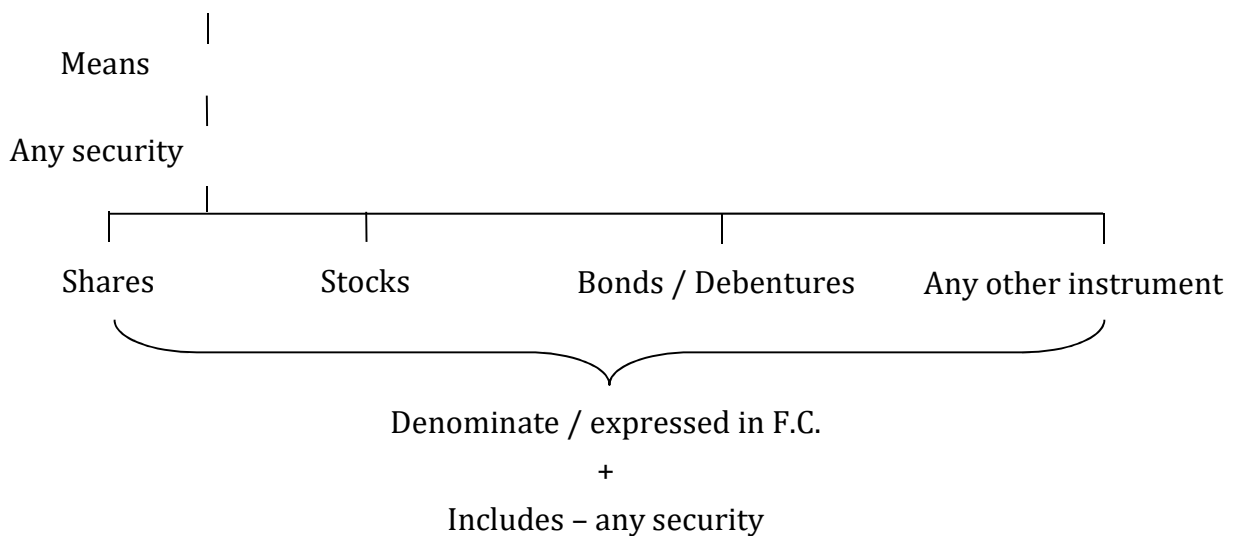 Means
Any security
Shares Stocks Bonds / Debentures Any other instrument
Denominate / expressed in F.C.
+
Includes – any security